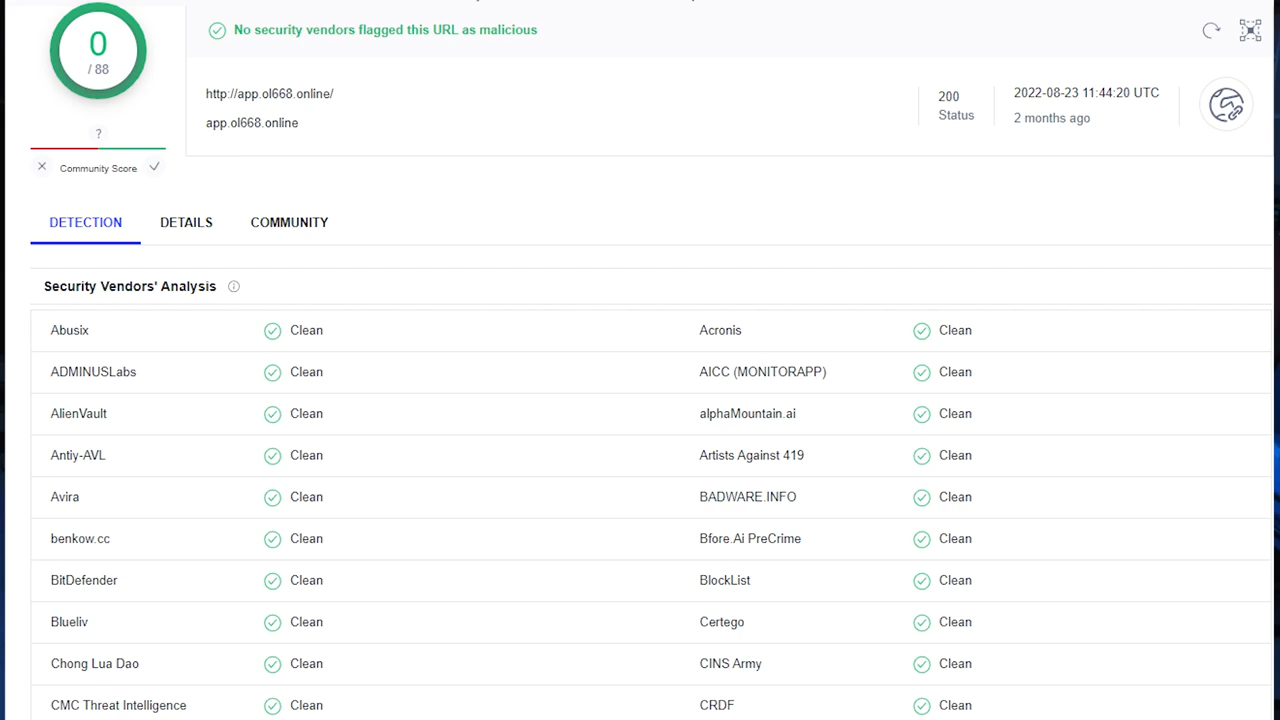 0
/ 88
No security vendors flagged this URL as malicious
http://app.ol668.online/
app.ol668.online
200
Status
2022-08-23 11:44:20 UTC
2 months ago
?
Community Score
DETECTION DETAILS COMMUNITY
Security Vendors' Analysis
Abusix Clean Acronis Clean
ADMINUSLabs Clean AICC (MONITORAPP) Clean
AlienVault Clean alphaMountain.ai Clean
Antiy-AVL Clean Artists Against 419 Clean
Avira Clean BADWARE.INFO Clean
benkow.cc Clean Bfore.Ai PreCrime Clean
BitDefender Clean BlockList Clean
Blueliv Clean Certego Clean
Chong Lua Dao Clean CINS Army Clean
CMC Threat Intelligence Clean CRDF Clean